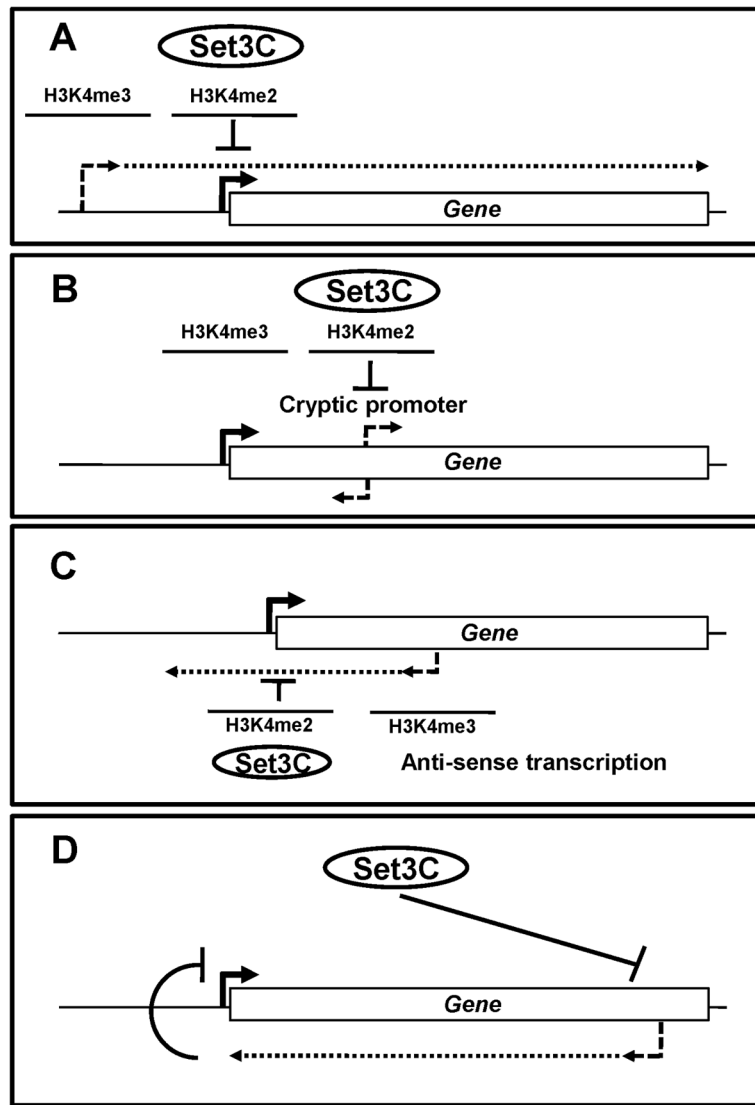 A
Set3C
H3K4me3 H3K4me2
Gene
B
Set3C
H3K4me3 H3K4me2
Cryptic promoter
Gene
C
Gene
H3K4me2 H3K4me3
Set3C Anti-sense transcription
D
Set3C
Gene